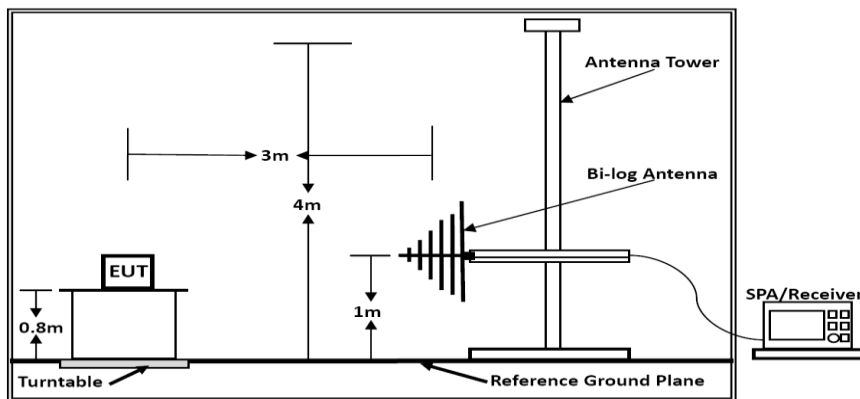 Antenna Tower
3m
Bi-log Antenna
4m
EUT
SPA/Receiver
1m
0.8m
Turntable
Reference Ground Plane